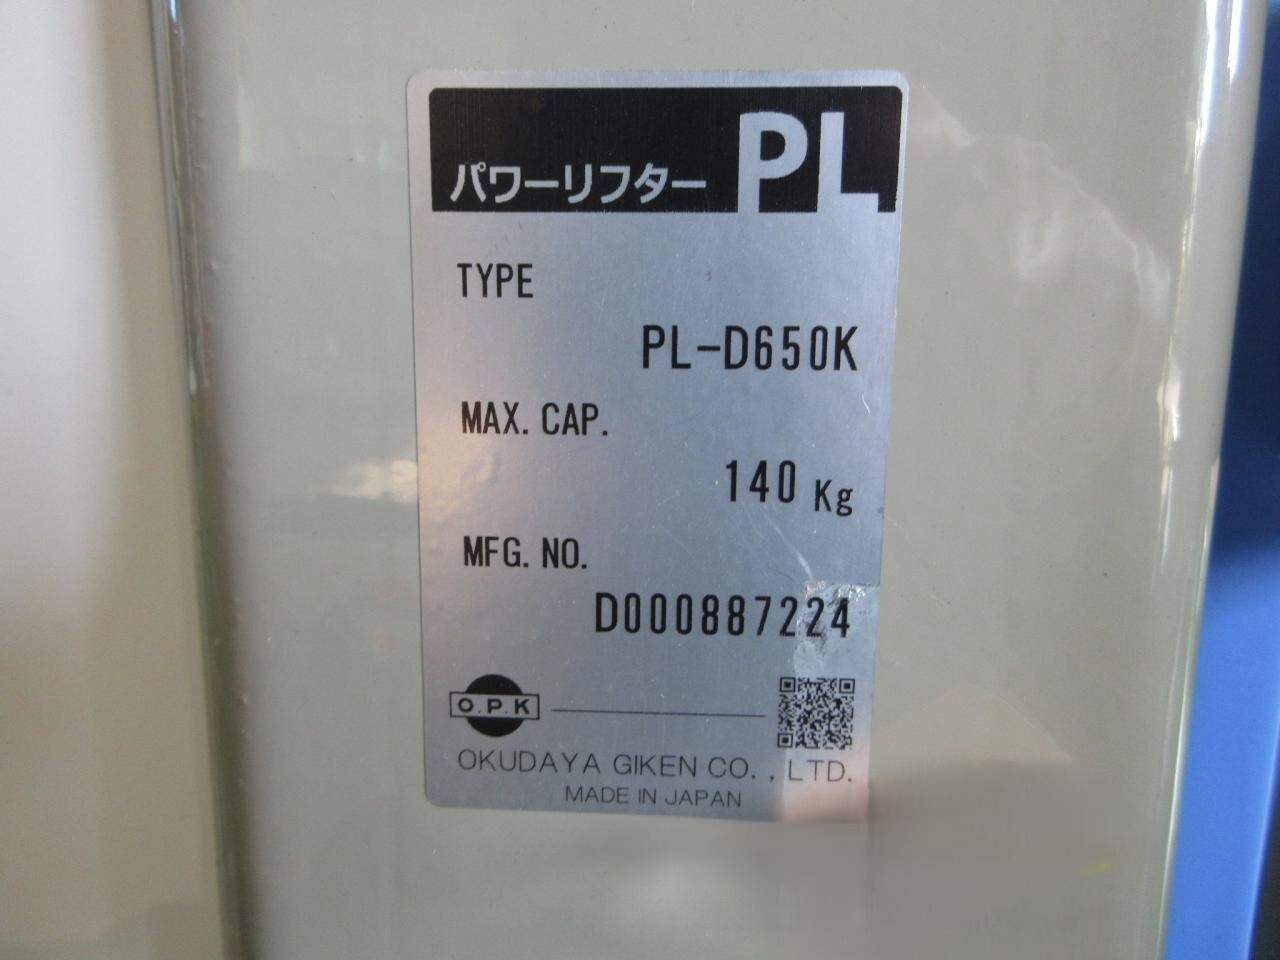 パワーリフター PL
TYPE
PL-D650K
MAX. CAP.
140 Kg
MFG. NO.
D000887224
O.P.K
OKUDAYA GIKEN CO., LTD.
MADE IN JAPAN